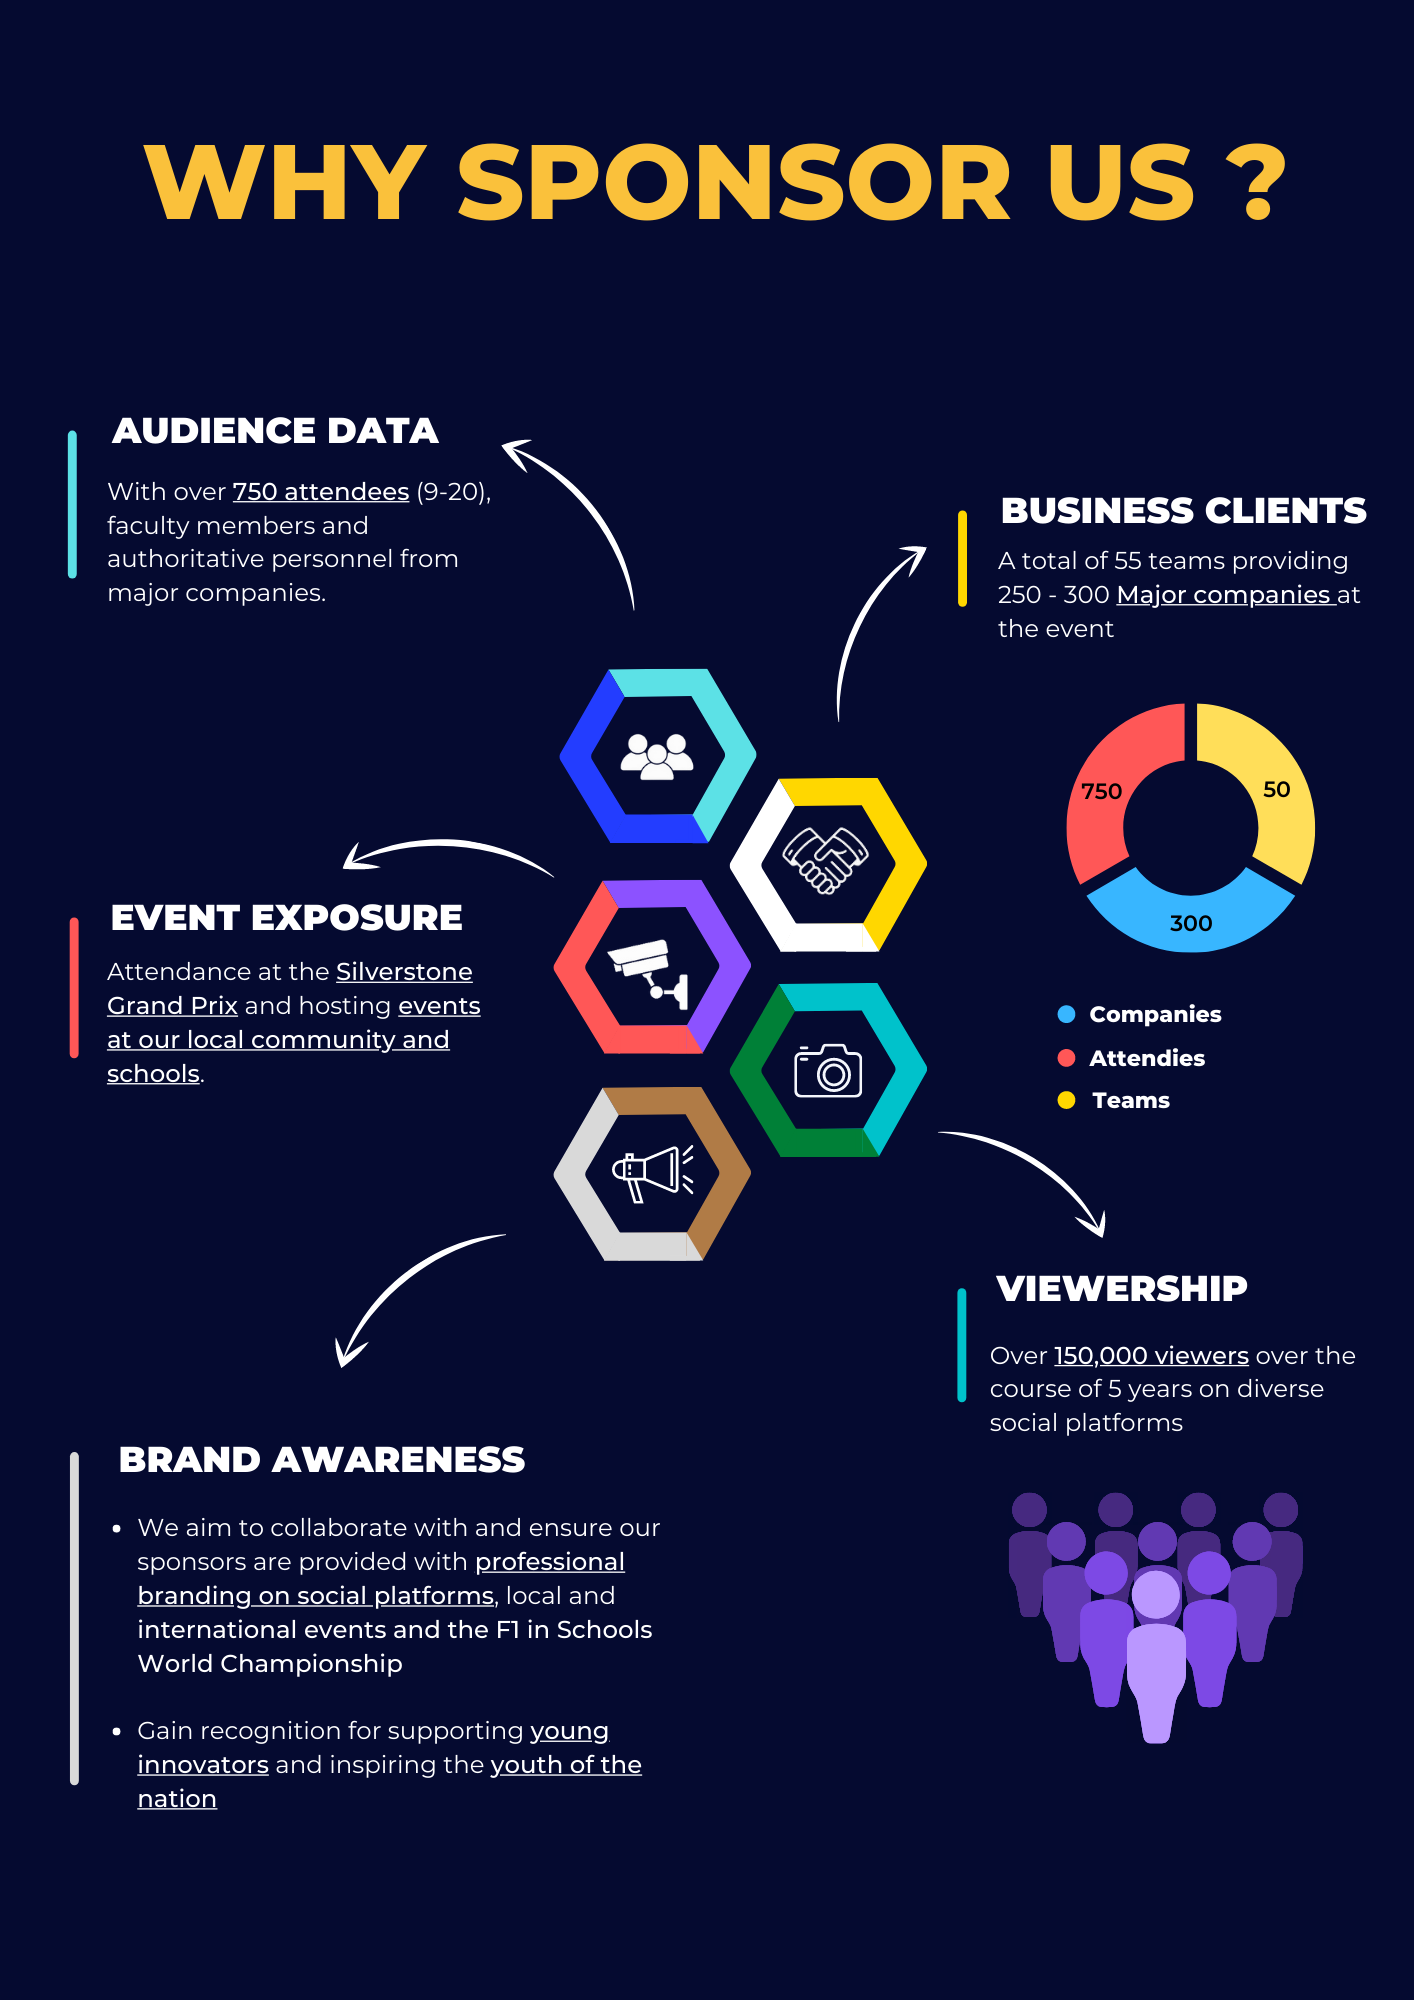 WHY SPONSOR US ?
AUDIENCE DATA
With over 750 attendees (9-20),
faculty members and
authoritative personnel from
major companies.
BUSINESS CLIENTS
A total of 55 teams providing
250 - 300 Major companies at
the event
750
50
300
Companies
Attendies
Teams
EVENT EXPOSURE
Attendance at the Silverstone
Grand Prix and hosting events
at our local community and
schools.
VIEWERSHIP
Over 150,000 viewers over the
course of 5 years on diverse
social platforms
BRAND AWARENESS
• We aim to collaborate with and ensure our
sponsors are provided with professional
branding on social platforms, local and
international events and the F1 in Schools
World Championship
• Gain recognition for supporting young
innovators and inspiring the youth of the
nation